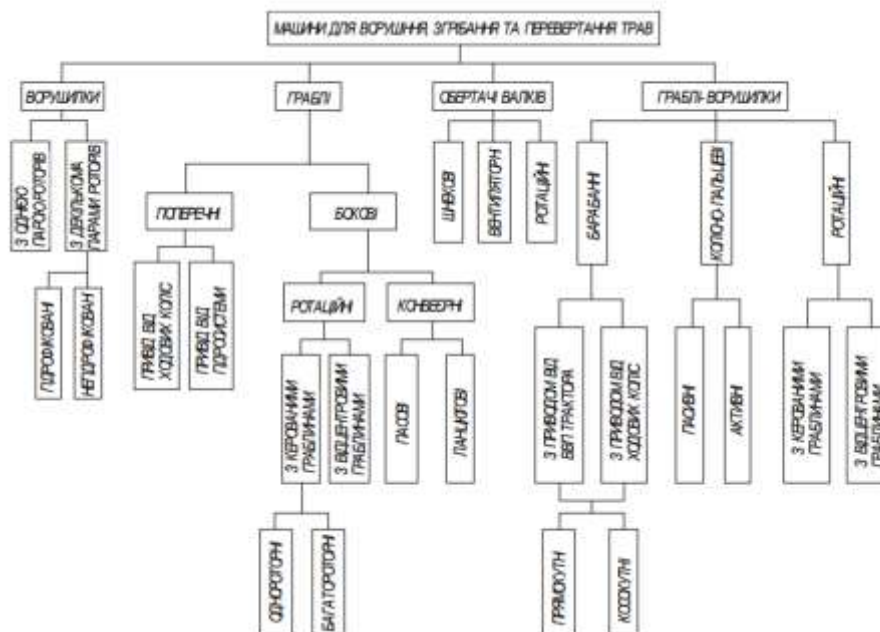 МАШИНИ ДЛЯ ВОРУШІННЯ, ЗГРІБАННЯ ТА ПЕРЕВЕРТАННЯ ТРАВ
ВОРУШИЛКИ
ГРАБЛІ
ОБЕРТАЧІ ВАЛКІВ
ГРАБЛІ-ВОРУШИЛКИ
З ОДНІЄЮ
ПАРОЮ РОТОРІВ
З ДЕКІЛЬКОМА
ПАРАМИ РОТОРІВ
ПОПЕРЕЧНІ
БОКОВІ
ШНЕКОВІ
ВЕНТИЛЯТОРНІ
РОТАЦІЙНІ
БАРАБАННІ
КОЛІСНО-ПАЛЬЦЕВІ
РОТАЦІЙНІ
ГІДРОФІКОВАНІ
НЕГІДРОФІКОВАНІ
ПРИВІД ВІД
ХОДОВИХ КОЛІС
ПРИВІД ВІД
ГІДРОСИСТЕМИ
РОТАЦІЙНІ
КОНВЕЄРНІ
З КЕРОВАНИМИ
ГРАБЛИНАМИ
З ВІДЦЕНТРОВИМИ
ГРАБЛИНАМИ
ПАСОВІ
ЛАНЦЮГОВІ
З ПРИВОДОМ ВІД
ВВП ТРАКТОРА
З ПРИВОДОМ ВІД
ХОДОВИХ КОЛІС
ПАСИВНІ
АКТИВНІ
З КЕРОВАНИМИ
ГРАБЛИНАМИ
З ВІДЦЕНТРОВИМИ
ГРАБЛИНАМИ
ОДНОРОТОРНІ
БАГАТОРОТОРНІ
ПРЯМОКУТНІ
КОСОКУТНІ